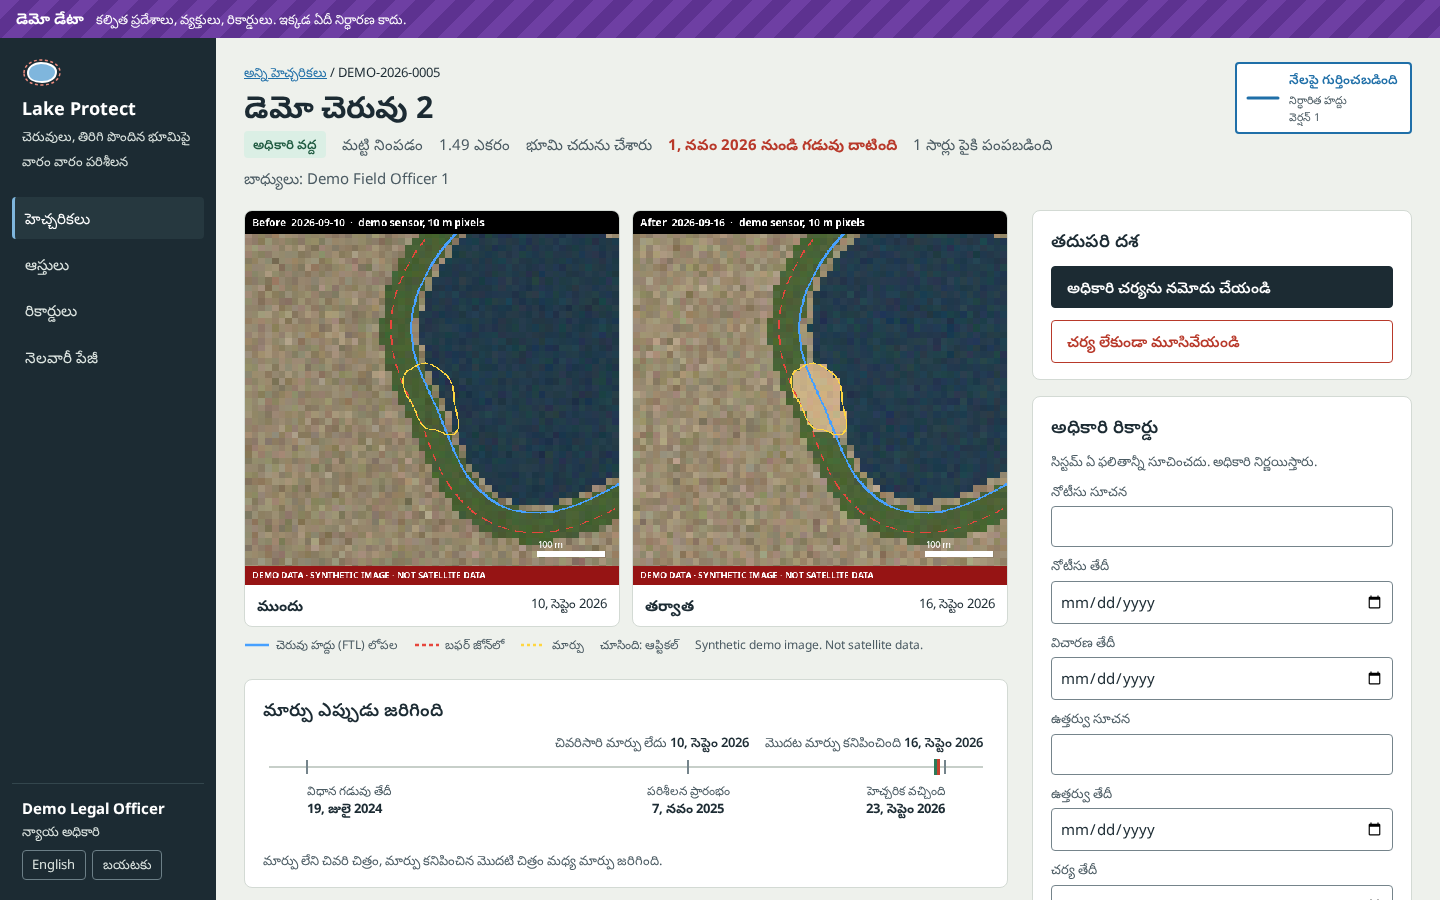 డెమో డేటా కల్పిత ప్రదేశాలు, వ్యక్తులు, రికార్డులు. ఇక్కడ ఏదీ నిర్ధారణ కాదు.
Lake Protect
చెరువులు, తిరిగి పొందిన భూమిపై
వారం వారం పరిశీలన
హెచ్చరికలు
ఆస్తులు
రికార్డులు
నెలవారీ పేజీ
Demo Legal Officer
న్యాయ అధికారి
English బయటకు
అన్ని హెచ్చరికలు / DEMO-2026-0005
డెమో చెరువు 2
అధికారి వద్ద మట్టి నింపడం 1.49 ఎకరం భూమి చదును చేశారు 1, నవం 2026 నుండి గడువు దాటింది 1 సార్లు పైకి పంపబడింది
బాధ్యులు: Demo Field Officer 1
నేలపై గుర్తించబడింది
నిర్ధారిత హద్దు
వెర్షన్ 1
Before 2026-09-10 · demo sensor, 10 m pixels
100 m
DEMO DATA · SYNTHETIC IMAGE · NOT SATELLITE DATA
ముందు 10, సెప్టెం 2026
After 2026-09-16 · demo sensor, 10 m pixels
100 m
DEMO DATA · SYNTHETIC IMAGE · NOT SATELLITE DATA
తర్వాత 16, సెప్టెం 2026
చెరువు హద్దు (FTL) లోపల బఫర్ జోన్‌లో మార్పు చూసింది: ఆప్టికల్ Synthetic demo image. Not satellite data.
మార్పు ఎప్పుడు జరిగింది
చివరిసారి మార్పు లేదు 10, సెప్టెం 2026 మొదట మార్పు కనిపించింది 16, సెప్టెం 2026
విధాన గడువు తేదీ
19, జులై 2024
పరిశీలన ప్రారంభం
7, నవం 2025
హెచ్చరిక వచ్చింది
23, సెప్టెం 2026
మార్పు లేని చివరి చిత్రం, మార్పు కనిపించిన మొదటి చిత్రం మధ్య మార్పు జరిగింది.
తదుపరి దశ
అధికారి చర్యను నమోదు చేయండి
చర్య లేకుండా మూసివేయండి
అధికారి రికార్డు
సిస్టమ్ ఏ ఫలితాన్నీ సూచించదు. అధికారి నిర్ణయిస్తారు.
నోటీసు సూచన
నోటీసు తేదీ
mm/dd/yyyy
విచారణ తేదీ
mm/dd/yyyy
ఉత్తర్వు సూచన
ఉత్తర్వు తేదీ
mm/dd/yyyy
చర్య తేదీ